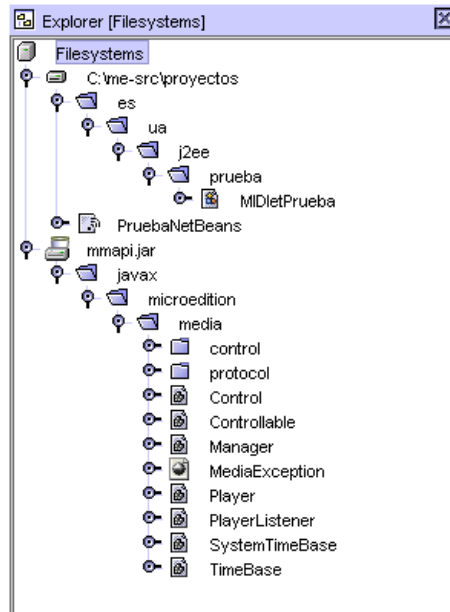 Explorer [Filesystems]
Filesystems
C:\me-src\proyectos
es
ua
j2ee
prueba
MIDletPrueba
PruebaNetBeans
mmapi.jar
javax
microedition
media
control
protocol
Control
Controllable
Manager
MediaException
Player
PlayerListener
SystemTimeBase
TimeBase